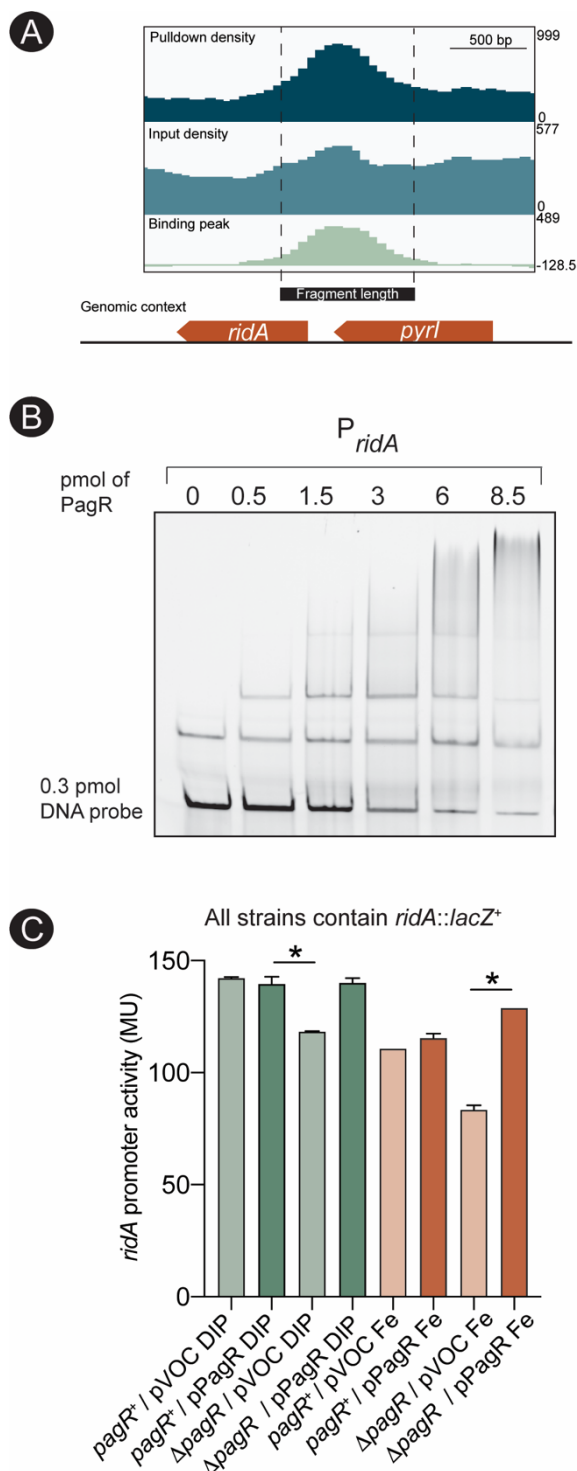 A
Pulldown density
500 bp
999
0
Input density
577
0
Binding peak
489
-128.5
Fragment length
Genomic context
ridA
pyrI
B
PridA
pmol of
PagR
0 0.5 1.5 3 6 8.5
0.3 pmol
DNA probe
C
All strains contain ridA::lacZ+
ridA promoter activity (MU)
150
100
50
0
*
*
pagR+ / pVOC DIP
pagR+ / pPagR DIP
ΔpagR / pVOC DIP
ΔpagR / pPagR DIP
pagR+ / pVOC Fe
pagR+ / pPagR Fe
ΔpagR / pVOC Fe
ΔpagR / pPagR Fe